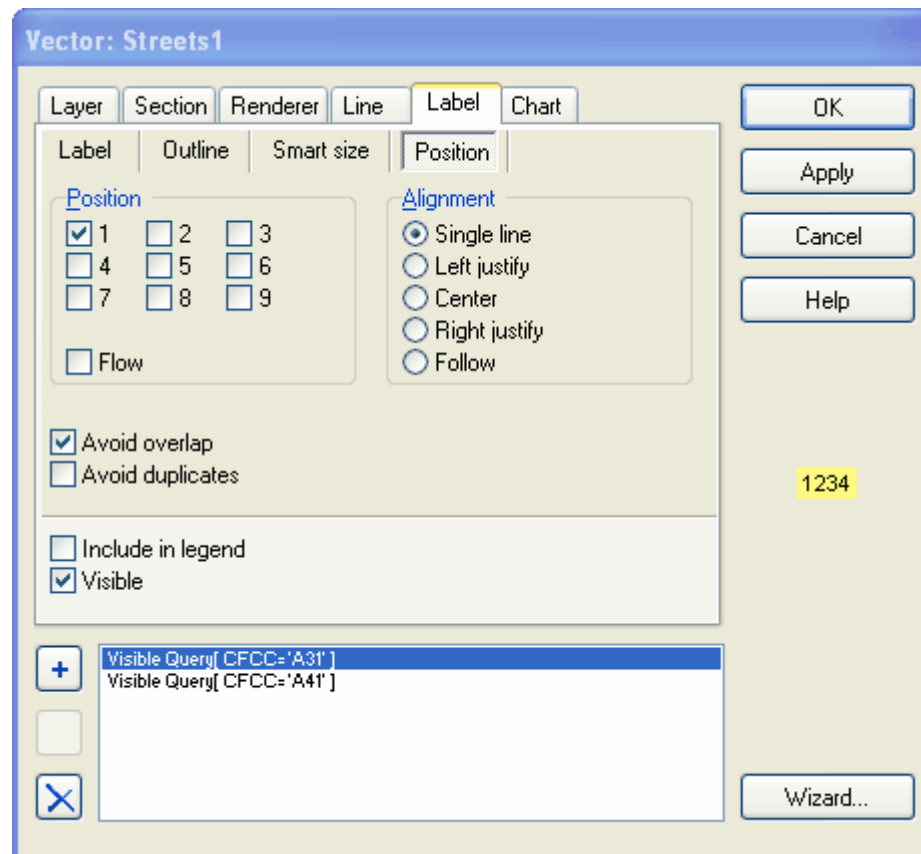 Vector: Streets1
Layer Section Renderer Line Label Chart
OK
Label Outline Smart size Position
Apply
Position
Alignment
1 2 3
Single line
Cancel
4 5 6
Left justify
7 8 9
Center
Help
Right justify
Flow
Follow
Avoid overlap
Avoid duplicates
1234
Include in legend
Visible
+
Visible Query[ CFCC='A31' ]
Visible Query[ CFCC='A41' ]
Wizard...